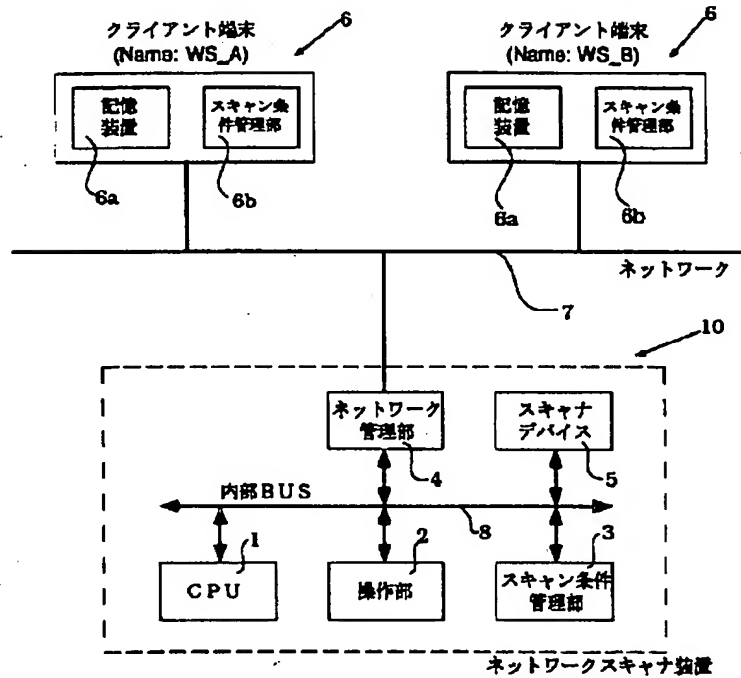 クライアント端末
(Name: WS_A)
6
クライアント端末
(Name: WS_B)
6
記憶
装置
スキャン条
件管理部
記憶
装置
スキャン条
件管理部
6a
6b
6a
6b
ネットワーク
7
10
ネットワーク
管理部
スキャナ
デバイス
4
5
内部BUS
8
1
2
3
CPU
操作部
スキャン条件
管理部
ネットワークスキャナ装置